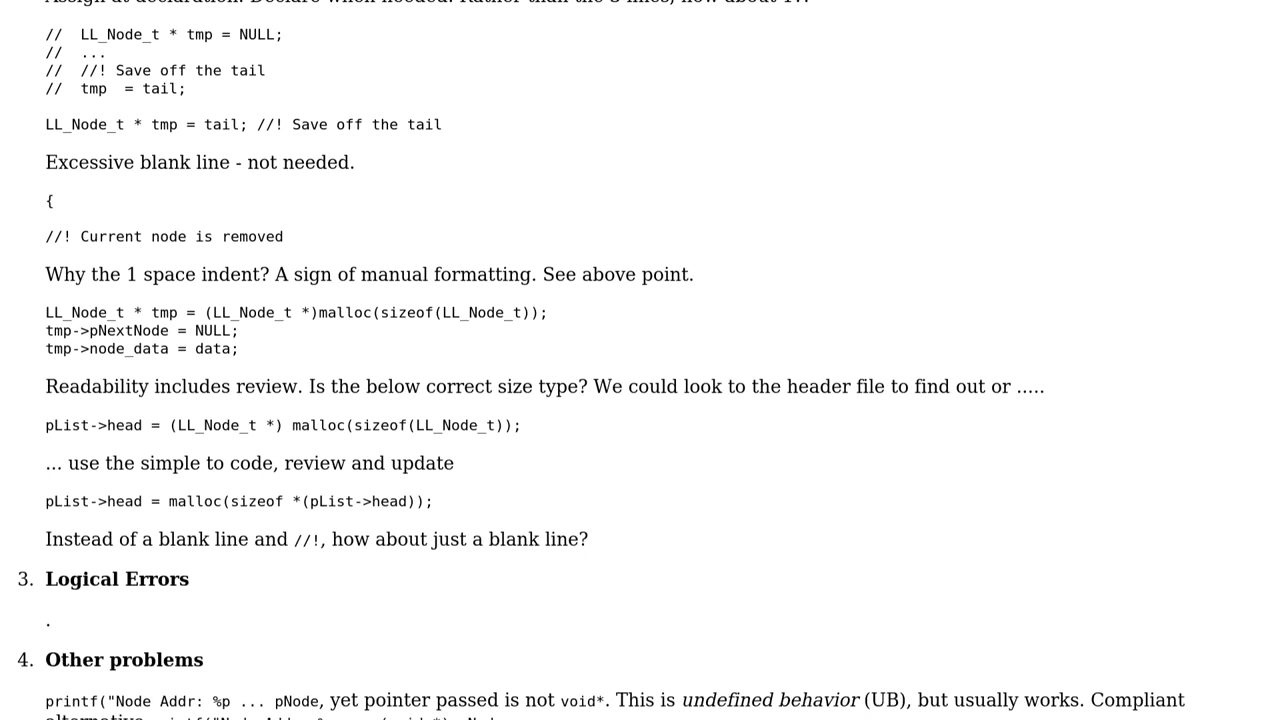 //  LL_Node_t * tmp = NULL;
//  ...
//  //! Save off the tail
//  tmp  = tail;
LL_Node_t * tmp = tail; //! Save off the tail
Excessive blank line - not needed.
{
//! Current node is removed
Why the 1 space indent? A sign of manual formatting. See above point.
LL_Node_t * tmp = (LL_Node_t *)malloc(sizeof(LL_Node_t));
tmp->pNextNode = NULL;
tmp->node_data = data;
Readability includes review. Is the below correct size type? We could look to the header file to find out or .....
pList->head = (LL_Node_t *) malloc(sizeof(LL_Node_t));
... use the simple to code, review and update
pList->head = malloc(sizeof *(pList->head));
Instead of a blank line and //!, how about just a blank line?
3. Logical Errors
.
4. Other problems
printf("Node Addr: %p ... pNode, yet pointer passed is not void*. This is undefined behavior (UB), but usually works. Compliant